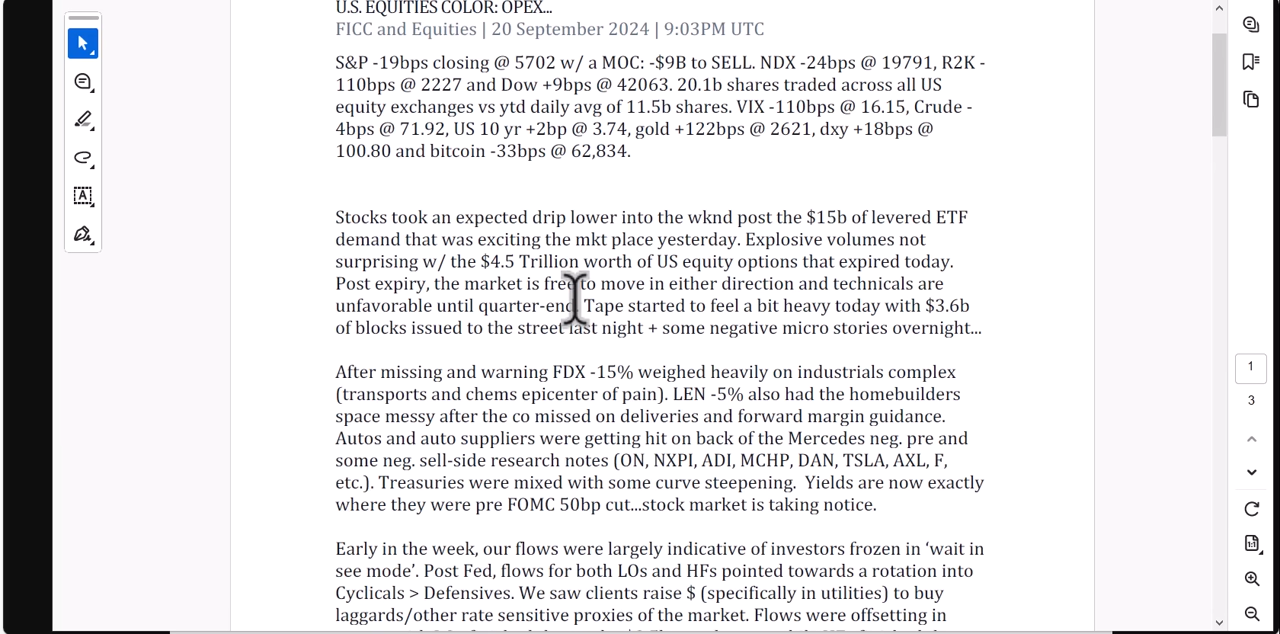 U.S. EQUITIES COLOR: OPEX...
FICC and Equities | 20 September 2024 | 9:03PM UTC
S&P -19bps closing @ 5702 w/ a MOC: -$9B to SELL. NDX -24bps @ 19791, R2K -
110bps @ 2227 and Dow +9bps @ 42063. 20.1b shares traded across all US
equity exchanges vs ytd daily avg of 11.5b shares. VIX -110bps @ 16.15, Crude -
4bps @ 71.92, US 10 yr +2bp @ 3.74, gold +122bps @ 2621, dxy +18bps @
100.80 and bitcoin -33bps @ 62,834.
Stocks took an expected drip lower into the wknd post the $15b of levered ETF
demand that was exciting the mkt place yesterday. Explosive volumes not
surprising w/ the $4.5 Trillion worth of US equity options that expired today.
Post expiry, the market is free to move in either direction and technicals are
unfavorable until quarter-end. Tape started to feel a bit heavy today with $3.6b
of blocks issued to the street last night + some negative micro stories overnight...
After missing and warning FDX -15% weighed heavily on industrials complex
(transports and chems epicenter of pain). LEN -5% also had the homebuilders
space messy after the co missed on deliveries and forward margin guidance.
Autos and auto suppliers were getting hit on back of the Mercedes neg. pre and
some neg. sell-side research notes (ON, NXPI, ADI, MCHP, DAN, TSLA, AXL, F,
etc.). Treasuries were mixed with some curve steepening.  Yields are now exactly
where they were pre FOMC 50bp cut...stock market is taking notice.
Early in the week, our flows were largely indicative of investors frozen in ‘wait in
see mode’. Post Fed, flows for both LOs and HFs pointed towards a rotation into
Cyclicals > Defensives. We saw clients raise $ (specifically in utilities) to buy
laggards/other rate sensitive proxies of the market. Flows were offsetting in
1
3